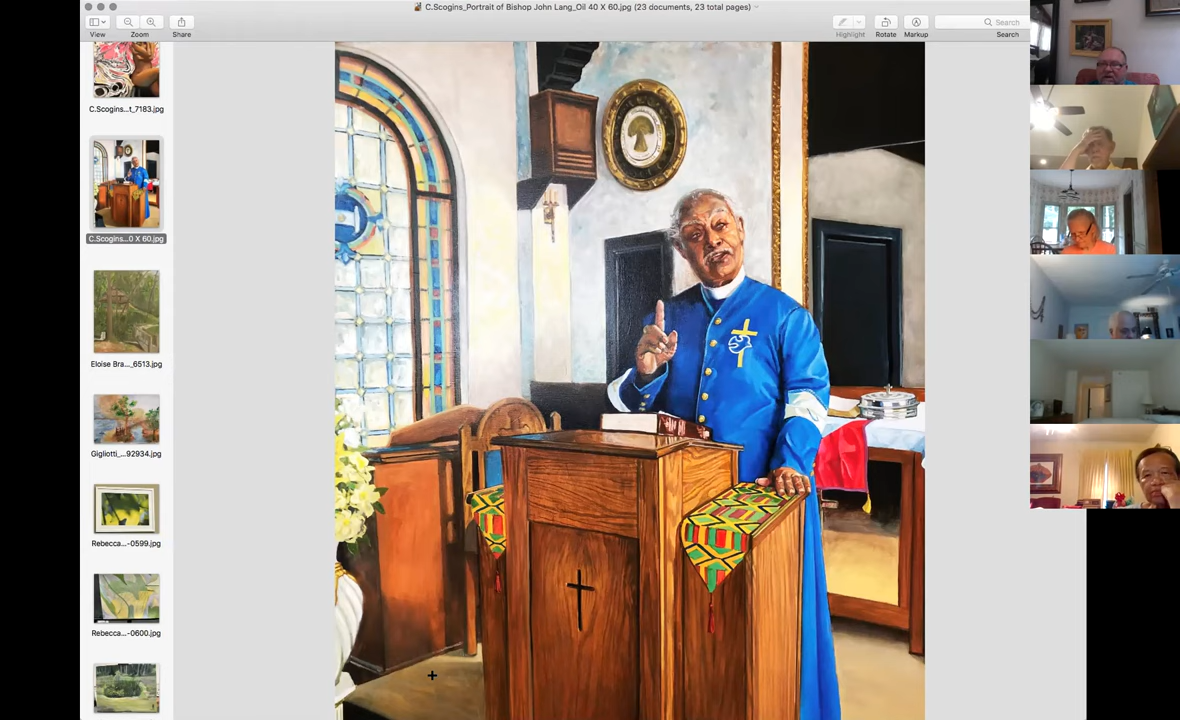 C.Scogins_Portrait of Bishop John Lang_Oil 40 X 60.jpg (23 documents, 23 total pages)
View
Zoom
Share
Highlight
Rotate
Markup
Search
Search
C.Scogins...t_7183.jpg
C.Scogins...0 X 60.jpg
Eloise Bra..._6513.jpg
Gigliotti_...92934.jpg
Rebecca...-0599.jpg
Rebecca...-0600.jpg